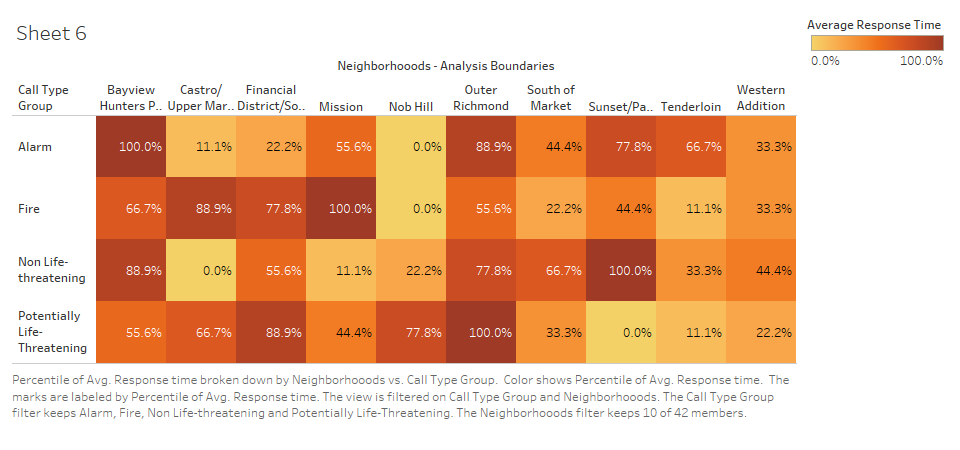 Sheet 6
Average Response Time
0.0% 100.0%
Neighborhooods - Analysis Boundaries
Call Type Group Bayview Hunters P.. Castro/ Upper Mar.. Financial District/So.. Mission Nob Hill Outer Richmond South of Market Sunset/Pa.. Tenderloin Western Addition
Alarm 100.0% 11.1% 22.2% 55.6% 0.0% 88.9% 44.4% 77.8% 66.7% 33.3%
Fire 66.7% 88.9% 77.8% 100.0% 0.0% 55.6% 22.2% 44.4% 11.1% 33.3%
Non Life-threatening 88.9% 0.0% 55.6% 11.1% 22.2% 77.8% 66.7% 100.0% 33.3% 44.4%
Potentially Life-Threatening 55.6% 66.7% 88.9% 44.4% 77.8% 100.0% 33.3% 0.0% 11.1% 22.2%
Percentile of Avg. Response time broken down by Neighborhooods vs. Call Type Group. Color shows Percentile of Avg. Response time. The
marks are labeled by Percentile of Avg. Response time. The view is filtered on Call Type Group and Neighborhooods. The Call Type Group
filter keeps Alarm, Fire, Non Life-threatening and Potentially Life-Threatening. The Neighborhooods filter keeps 10 of 42 members.